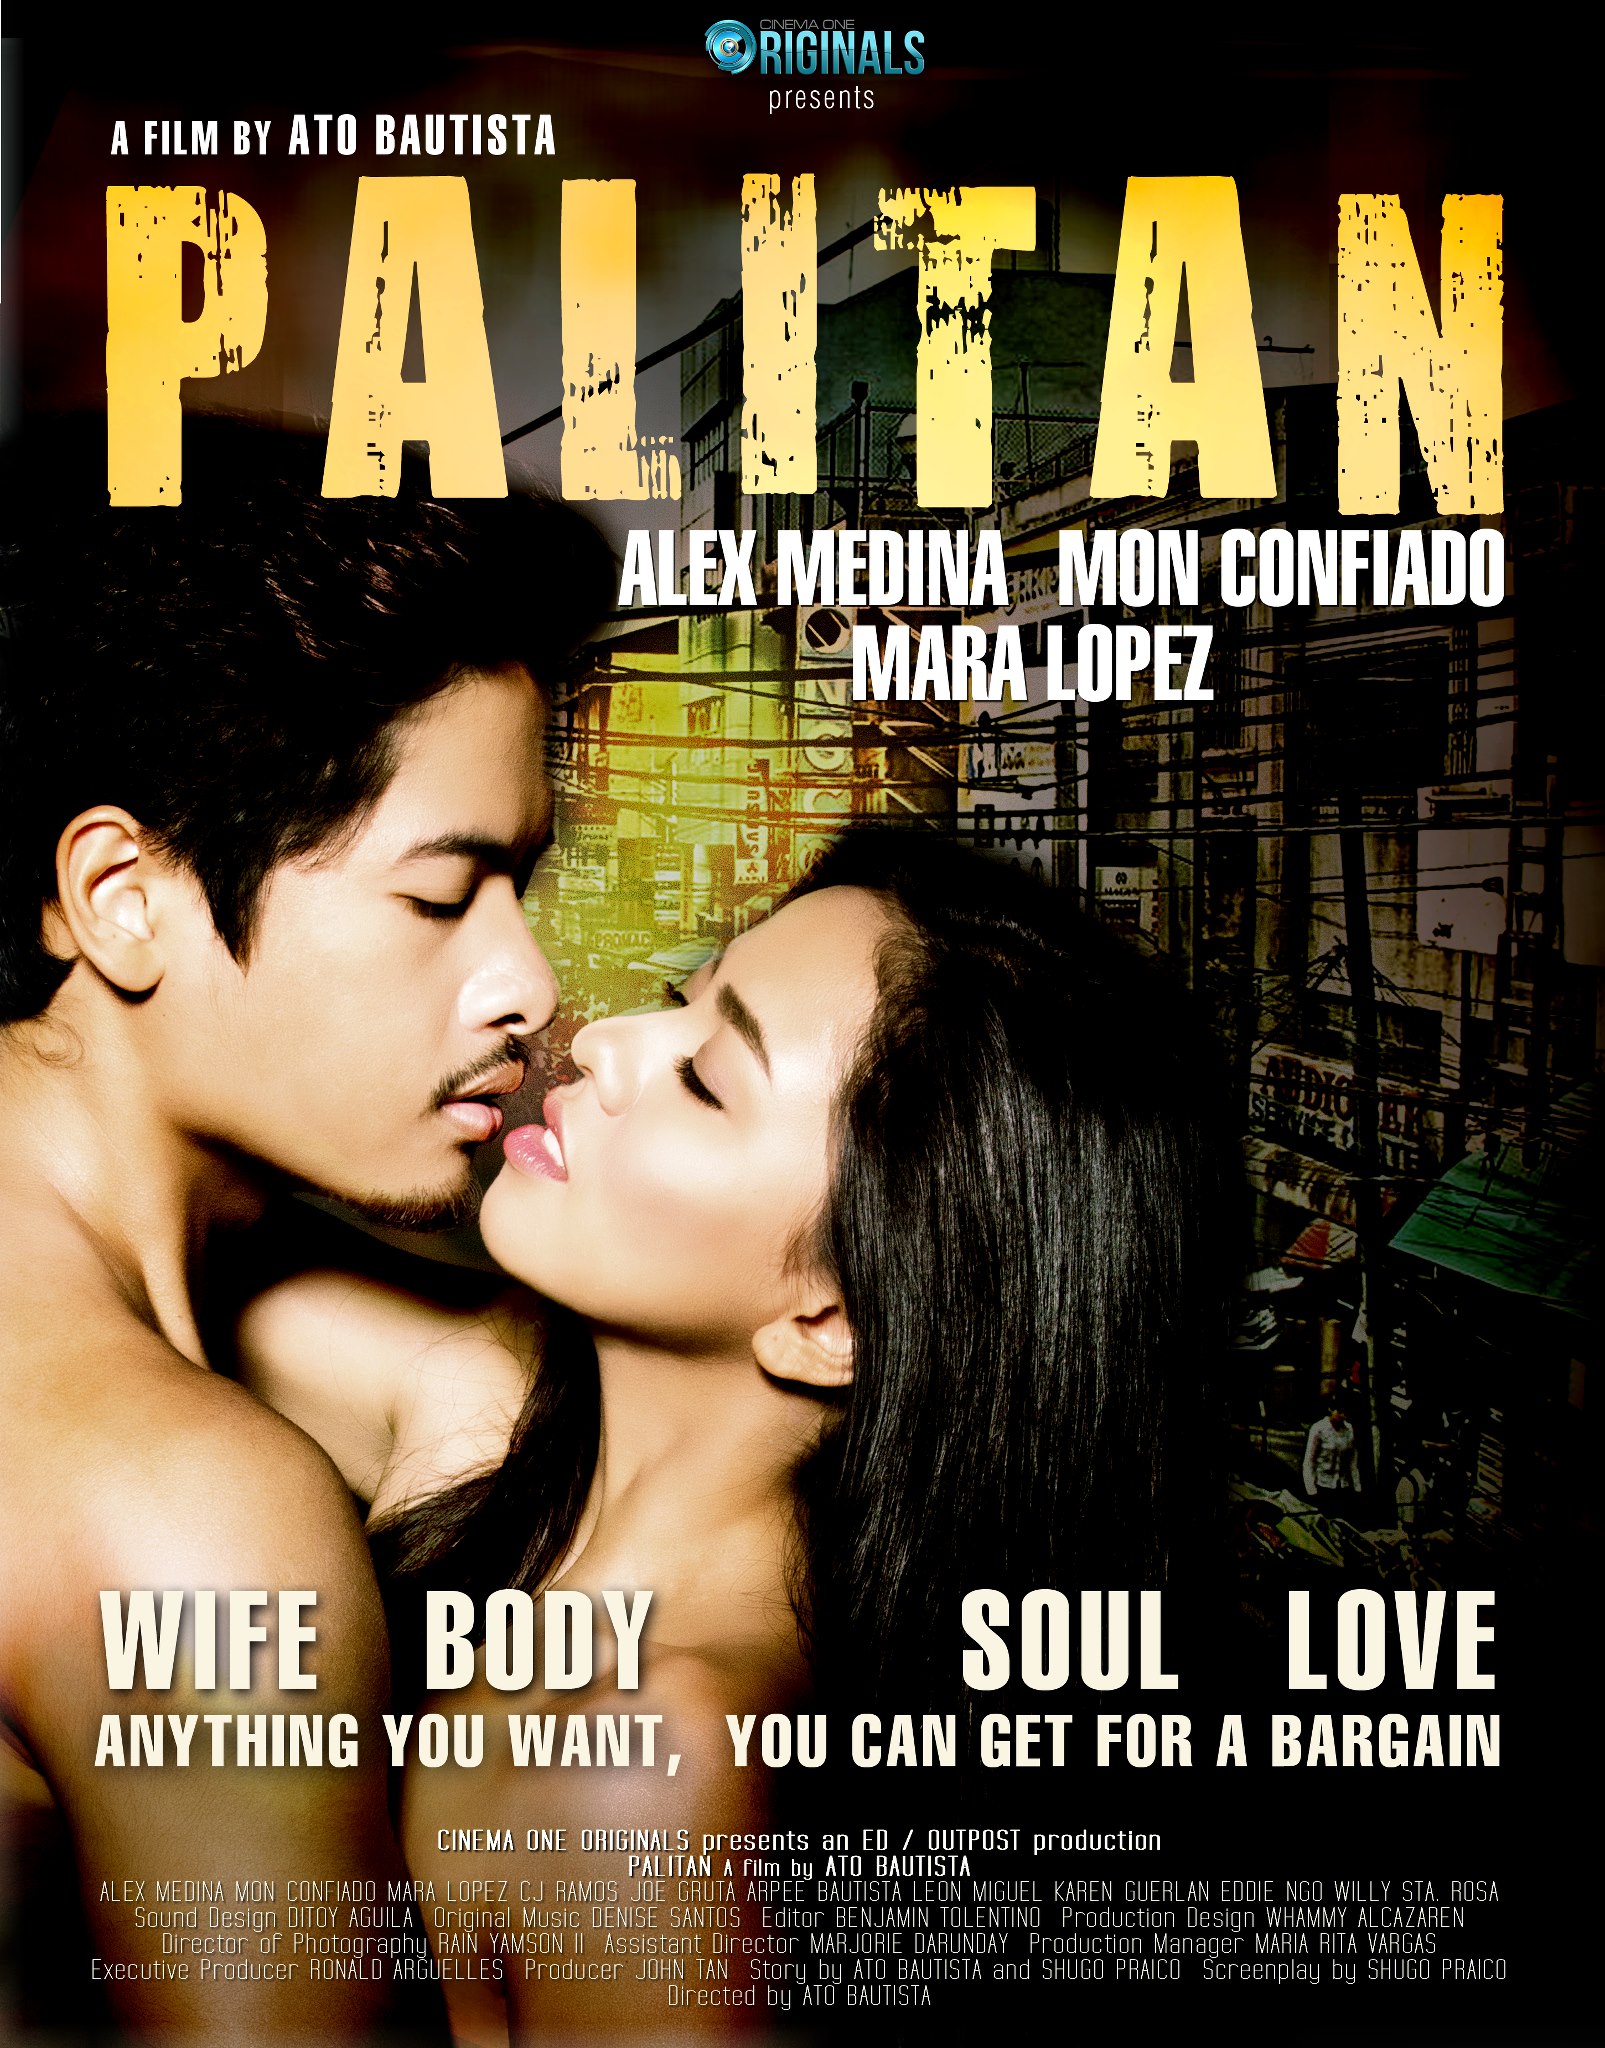 CINEMA ONE
ORIGINALS
presents
A FILM BY ATO BAUTISTA
PALITAN
ALEX MEDINA MON CONFIADO
MARA LOPEZ
PROMAC
AUDIO
SERVICE
WIFE BODY SOUL LOVE
ANYTHING YOU WANT, YOU CAN GET FOR A BARGAIN
CINEMA ONE ORIGINALS presents an ED / OUTPOST production
PALITAN A film by ATO BAUTISTA
ALEX MEDINA MON CONFIADO MARA LOPEZ CJ RAMOS JOE GRUTA ARPEE BAUTISTA LEON MIGUEL KAREN GUERLAN EDDIE NGO WILLY STA. ROSA
Sound Design DITOY AGUILA Original Music DENISE SANTOS Editor BENJAMIN TOLENTINO Production Design WHAMMY ALCAZAREN
Director of Photography RAIN YAMSON II Assistant Director MARJORIE DARUNDAY Production Manager MARIA RITA VARGAS
Executive Producer RONALD ARGUELLES Producer JOHN TAN Story by ATO BAUTISTA and SHUGO PRAICO Screenplay by SHUGO PRAICO
Directed by ATO BAUTISTA